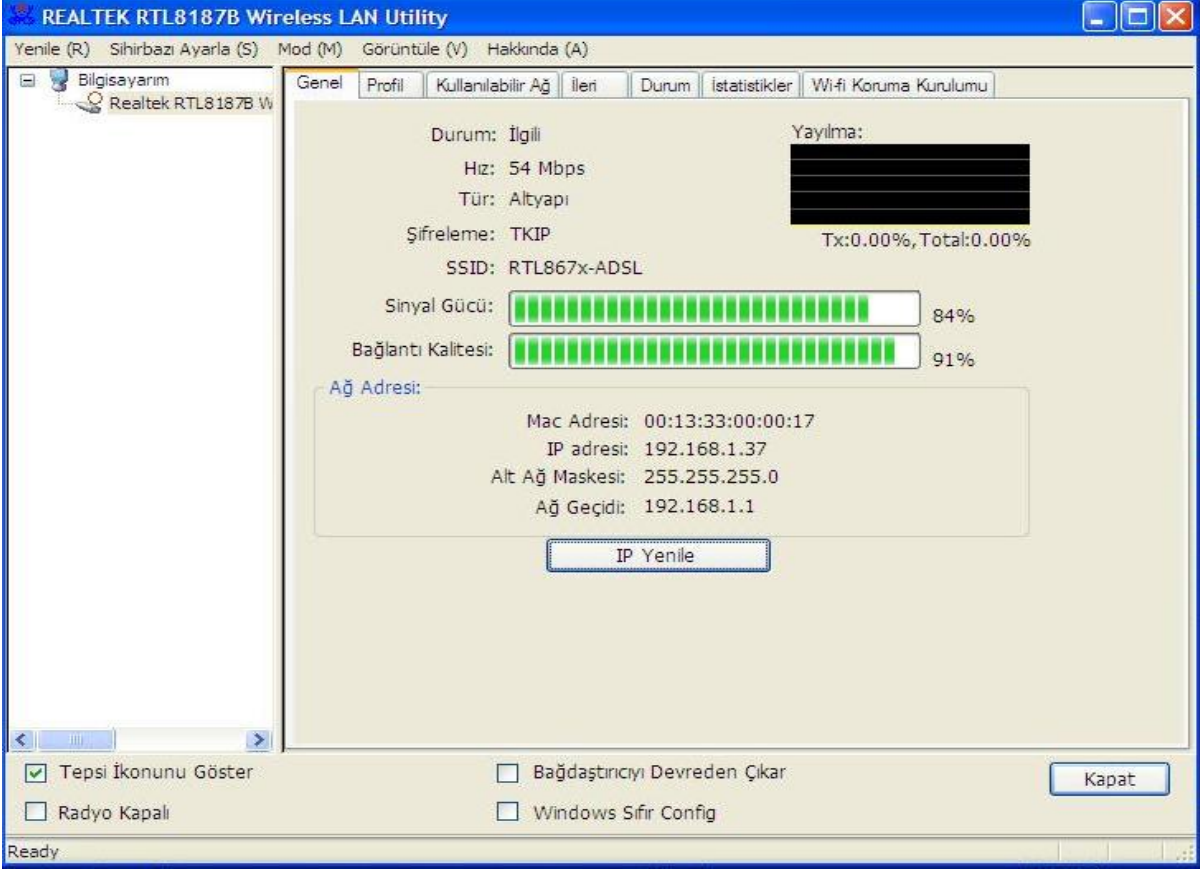 REALTEK RTL8187B Wireless LAN Utility
Yenile (R) Sihirbazı Ayarla (S) Mod (M) Görüntüle (V) Hakkında (A)
Bilgisayarım
Realtek RTL8187B W
Genel Profil Kullanılabilir Ağ İleri Durum İstatistikler Wi-fi Koruma Kurulumu
Durum: İlgili
Hız: 54 Mbps
Tür: Altyapı
Şifreleme: TKIP
SSID: RTL867x-ADSL
Yayılma:
Tx:0.00%, Total:0.00%
Sinyal Gücü: 84%
Bağlantı Kalitesi: 91%
Ağ Adresi:
Mac Adresi: 00:13:33:00:00:17
IP adresi: 192.168.1.37
Alt Ağ Maskesi: 255.255.255.0
Ağ Geçidi: 192.168.1.1
IP Yenile
Tepsi İkonunu Göster
Radyo Kapalı
Bağdaştırıcıyı Devreden Çıkar
Windows Sıfır Config
Kapat
Ready